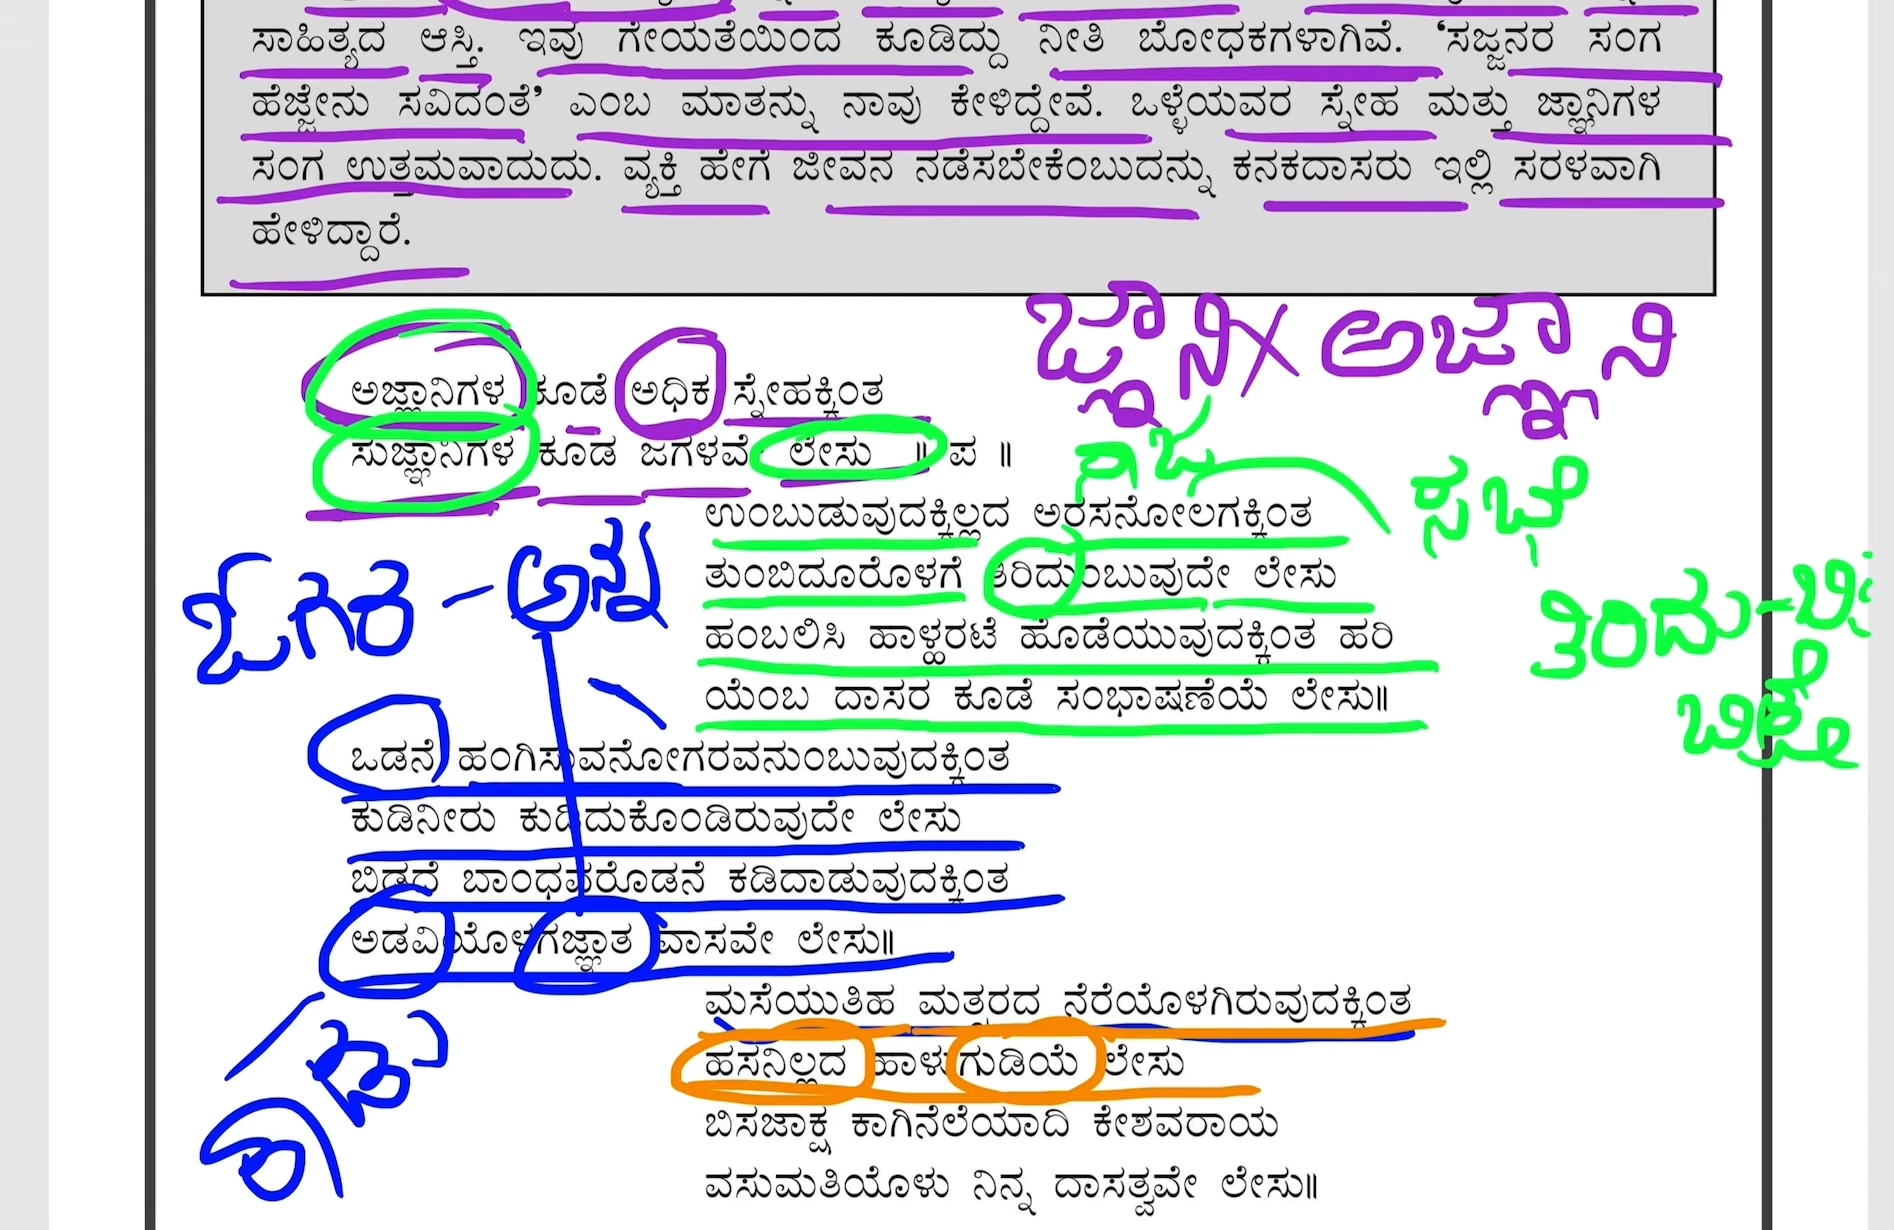 ಸಾಹಿತ್ಯದ ಆಸ್ತಿ. ಇವು ಗೇಯತೆಯಿಂದ ಕೂಡಿದ್ದು ನೀತಿ ಬೋಧಕಗಳಾಗಿವೆ. ‘ಸಜ್ಜನರ ಸಂಗ
ಹೆಜ್ಜೇನು ಸವಿದಂತೆ’ ಎಂಬ ಮಾತನ್ನು ನಾವು ಕೇಳಿದ್ದೇವೆ. ಒಳ್ಳೆಯವರ ಸ್ನೇಹ ಮತ್ತು ಜ್ಞಾನಿಗಳ
ಸಂಗ ಉತ್ತಮವಾದುದು. ವ್ಯಕ್ತಿ ಹೇಗೆ ಜೀವನ ನಡೆಸಬೇಕೆಂಬುದನ್ನು ಕನಕದಾಸರು ಇಲ್ಲಿ ಸರಳವಾಗಿ
ಹೇಳಿದ್ದಾರೆ.
ಜ್ಞಾನಿ X ಅಜ್ಞಾನಿ
ಅಜ್ಞಾನಿಗಳ ಕೂಡೆ ಅಧಿಕ ಸ್ನೇಹಕ್ಕಿಂತ
ಸುಜ್ಞಾನಿಗಳ ಕೂಡ ಜಗಳವೆ ಲೇಸು ॥ ಪ ॥
ರಾಜ
ಸಭೆ
ಉಂಬುಡುವುದಕ್ಕಿಲ್ಲದ ಅರಸನೋಲಗಕ್ಕಿಂತ
ತುಂಬಿದೂರೊಳಗೆ ತಿರಿದುಂಬುವುದೇ ಲೇಸು
ಹಂಬಲಿಸಿ ಹಾಳ್ಹರಟೆ ಹೊಡೆಯುವುದಕ್ಕಿಂತ ಹರಿ
ಯೆಂಬ ದಾಸರ ಕೂಡೆ ಸಂಭಾಷಣೆಯೆ ಲೇಸು॥
ತಿರಿದು -
ಓಗರ - ಅನ್ನ
ಒಡನೆ ಹಂಗಿಸುವನೋಗರವನುಂಬುವುದಕ್ಕಿಂತ
ಕುಡಿನೀರು ಕುಡಿದುಕೊಂಡಿರುವುದೇ ಲೇಸು
ಬಿಡದೆ ಬಾಂಧವರೊಡನೆ ಕಡಿದಾಡುವುದಕ್ಕಿಂತ
ಅಡವಿಯೊಳಗಜ್ಞಾತ ವಾಸವೇ ಲೇಸು॥
ಕಾಡು
ಮಸೆಯುತಿಹ ಮತ್ಸರದ ನೆರೆಯೊಳಗಿರುವುದಕ್ಕಿಂತ
ಹಸನಿಲ್ಲದ ಹಾಳುಗುಡಿಯೆ ಲೇಸು
ಬಿಸಜಾಕ್ಷ ಕಾಗಿನೆಲೆಯಾದಿ ಕೇಶವರಾಯ
ವಸುಮತಿಯೊಳು ನಿನ್ನ ದಾಸತ್ವವೇ ಲೇಸು॥